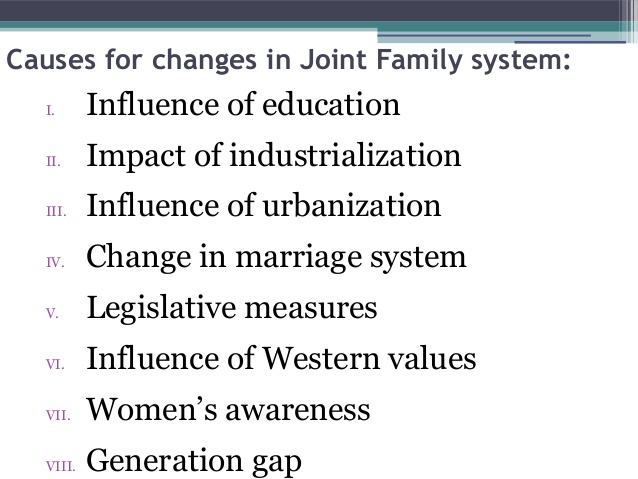 Causes for changes in Joint Family system:
I. Influence of education
II. Impact of industrialization
III. Influence of urbanization
IV. Change in marriage system
V. Legislative measures
VI. Influence of Western values
VII. Women’s awareness
VIII. Generation gap